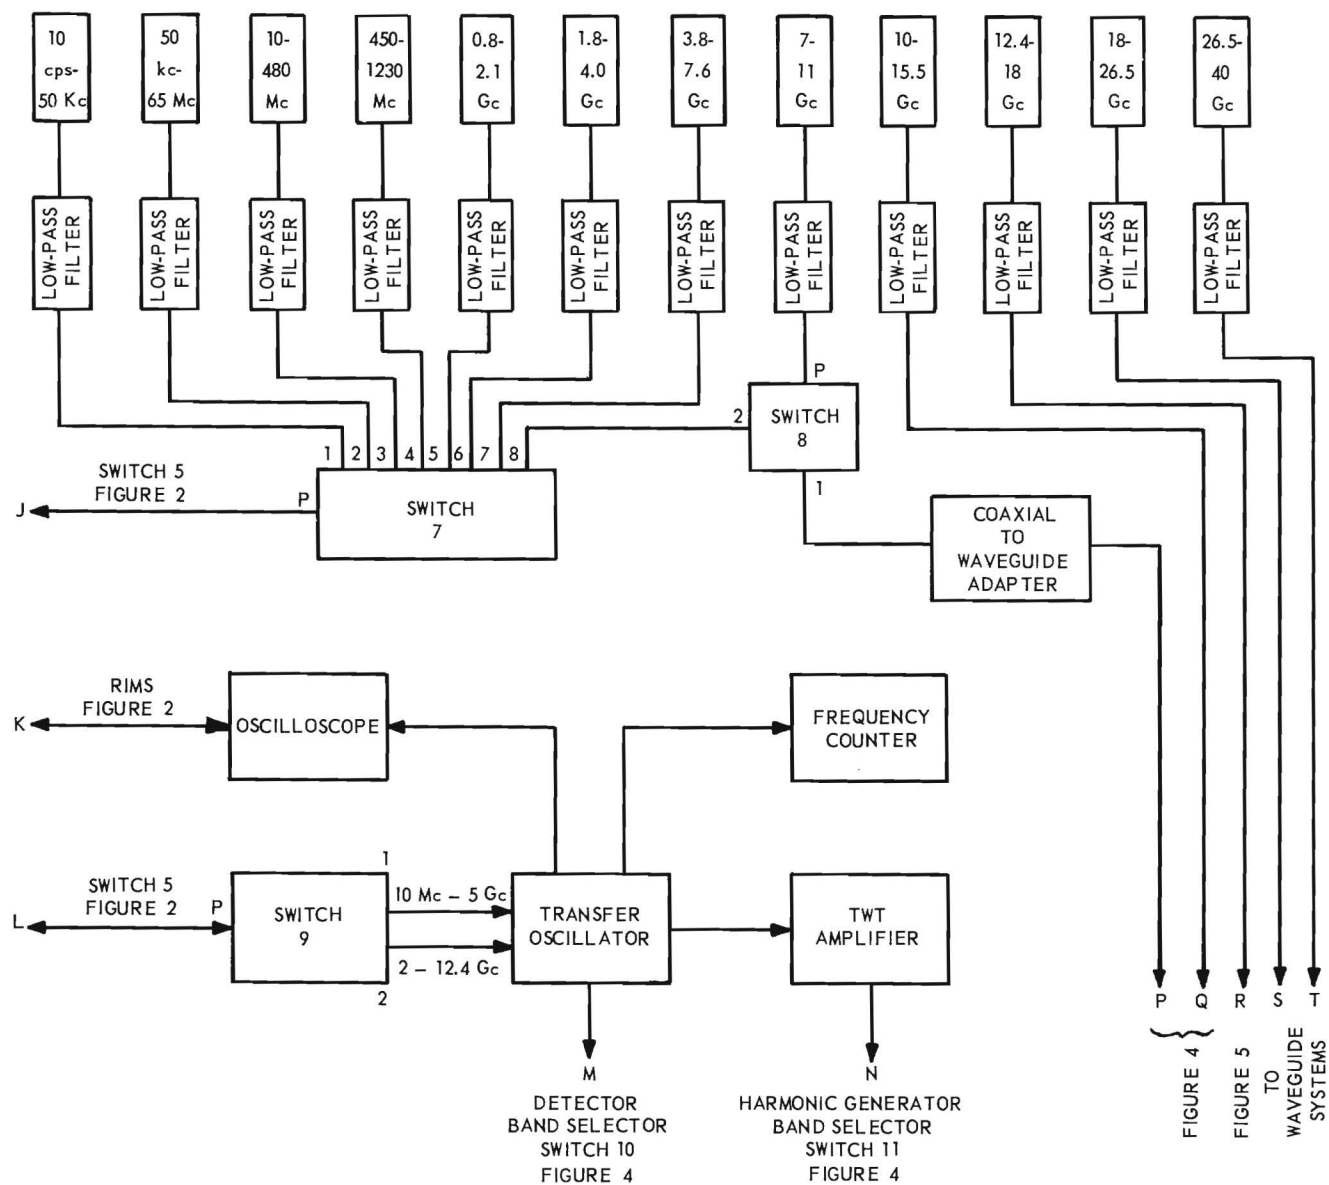 10
cps-
50 Kc
50
kc-
65 Mc
10-
480
Mc
450-
1230
Mc
0.8-
2.1
Gc
1.8-
4.0
Gc
3.8-
7.6
Gc
7-
11
Gc
10-
15.5
Gc
12.4-
18
Gc
18-
26.5
Gc
26.5-
40
Gc
LOW-PASS
FILTER
LOW-PASS
FILTER
LOW-PASS
FILTER
LOW-PASS
FILTER
LOW-PASS
FILTER
LOW-PASS
FILTER
LOW-PASS
FILTER
LOW-PASS
FILTER
LOW-PASS
FILTER
LOW-PASS
FILTER
LOW-PASS
FILTER
LOW-PASS
FILTER
P
2
SWITCH
8
1
1 2 3 4 5 6 7 8
SWITCH 5
FIGURE 2
J
P
SWITCH
7
COAXIAL
TO
WAVEGUIDE
ADAPTER
RIMS
FIGURE 2
K
OSCILLOSCOPE
FREQUENCY
COUNTER
SWITCH 5
FIGURE 2
L
P
SWITCH
9
1
10 Mc – 5 Gc
2 – 12.4 Gc
2
TRANSFER
OSCILLATOR
TWT
AMPLIFIER
M
DETECTOR
BAND SELECTOR
SWITCH 10
FIGURE 4
N
HARMONIC GENERATOR
BAND SELECTOR
SWITCH 11
FIGURE 4
P Q R S T
FIGURE 4
FIGURE 5
TO
WAVEGUIDE
SYSTEMS